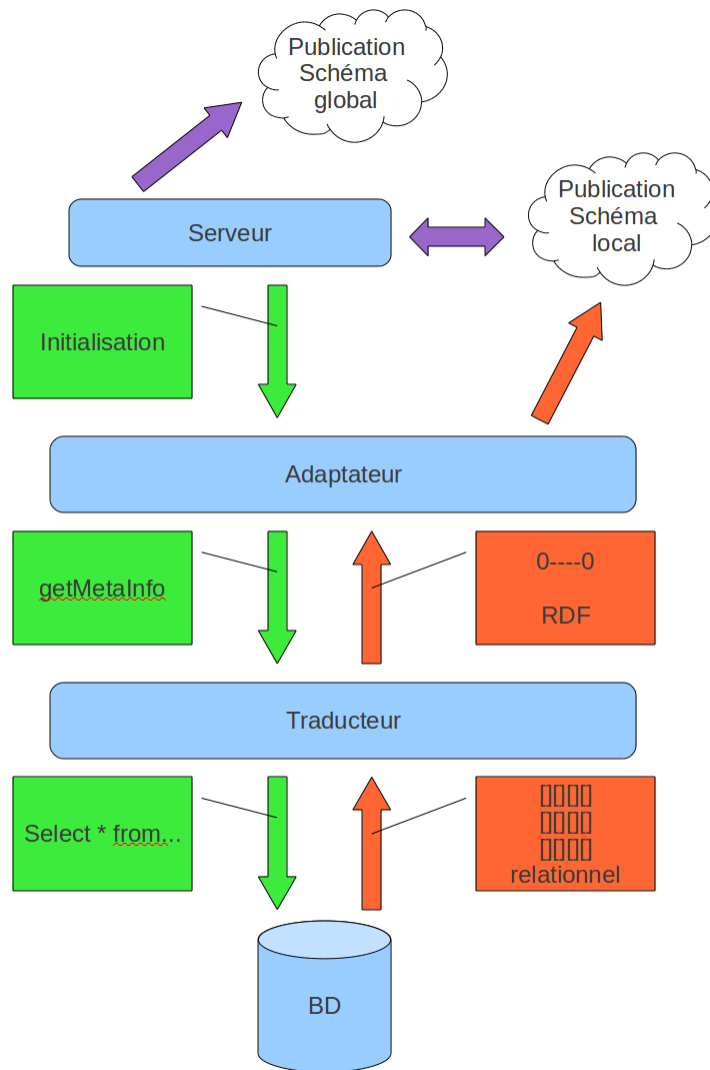 Publication
Schéma
global
Publication
Schéma
local
Serveur
Initialisation
Adaptateur
getMetaInfo
0----0
RDF
Traducteur
Select * from...
▯▯▯▯
▯▯▯▯
▯▯▯▯
relationnel
BD